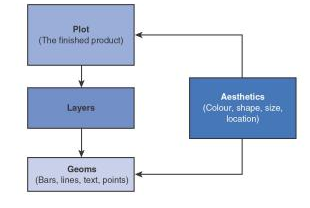 Plot
(The finished product)
Layers
Geoms
(Bars, lines, text, points)
Aesthetics
(Colour, shape, size,
location)